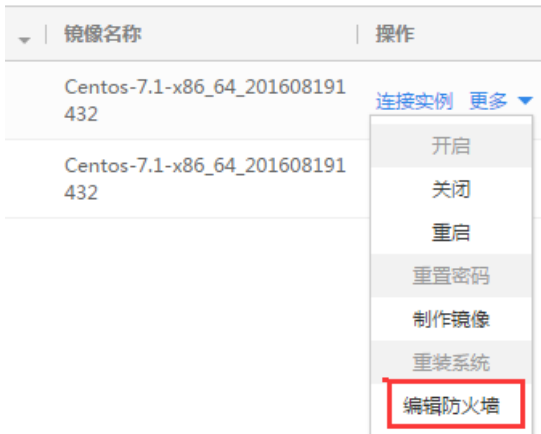 镜像名称 操作
Centos-7.1-x86_64_201608191
432
连接实例 更多
Centos-7.1-x86_64_201608191
432
开启
关闭
重启
重置密码
制作镜像
重装系统
编辑防火墙